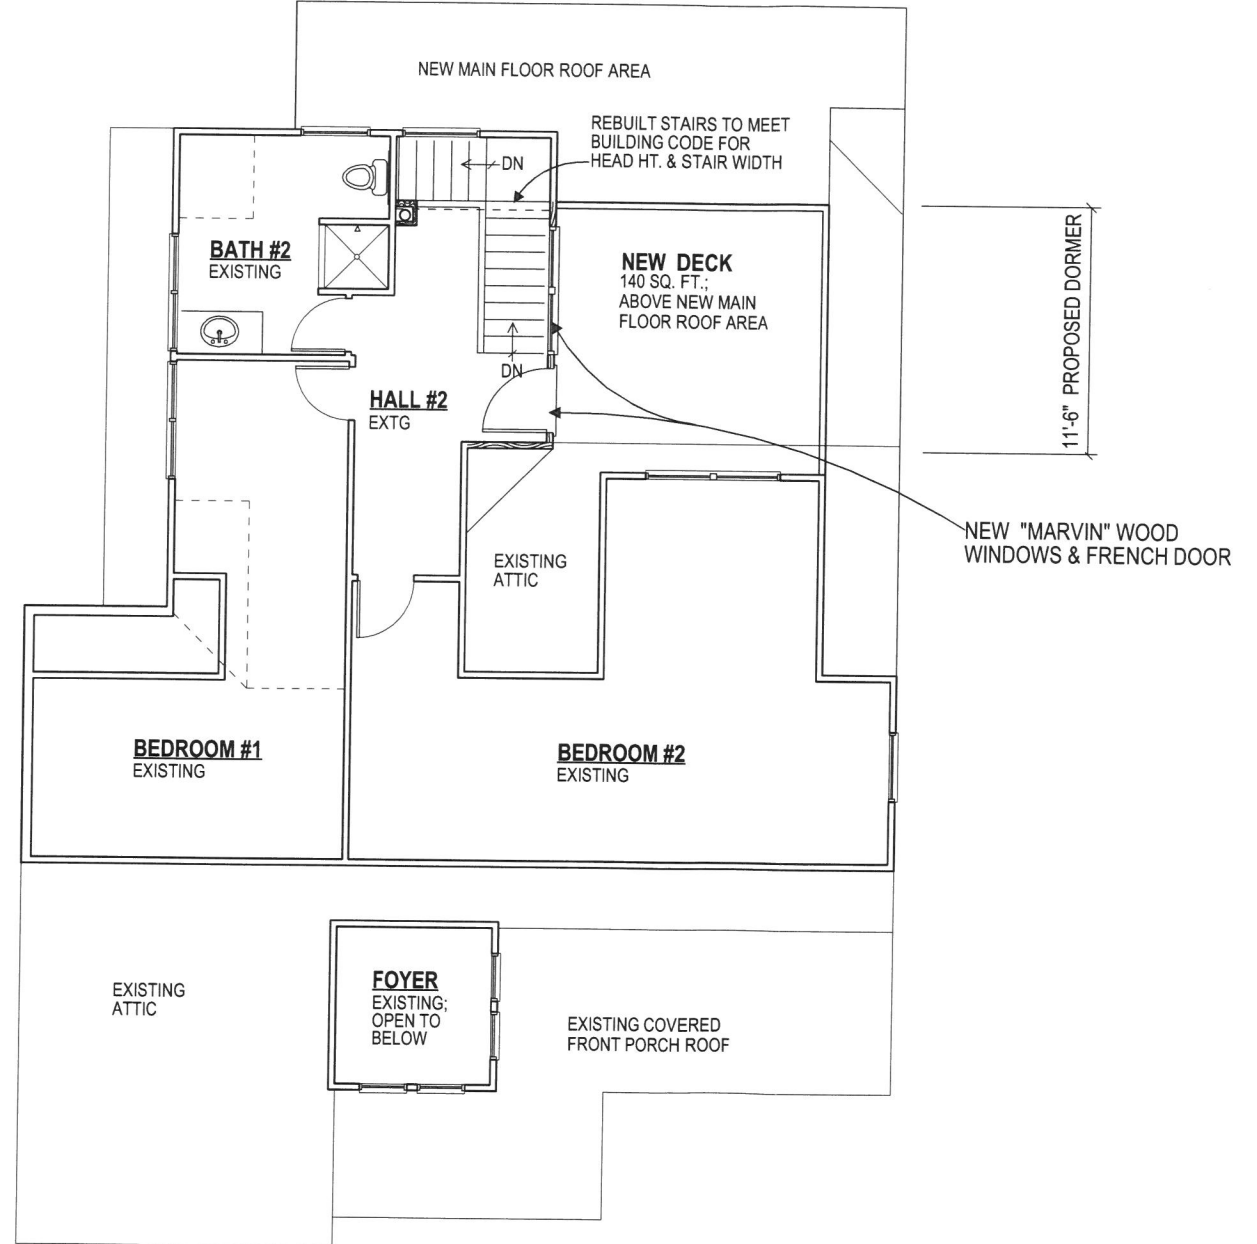 NEW MAIN FLOOR ROOF AREA
REBUILT STAIRS TO MEET
BUILDING CODE FOR
HEAD HT. & STAIR WIDTH
DN
BATH #2
EXISTING
NEW DECK
140 SQ. FT.;
ABOVE NEW MAIN
FLOOR ROOF AREA
11'-6" PROPOSED DORMER
DN
HALL #2
EXTG
NEW "MARVIN" WOOD
WINDOWS & FRENCH DOOR
EXISTING
ATTIC
BEDROOM #1
EXISTING
BEDROOM #2
EXISTING
FOYER
EXISTING;
OPEN TO
BELOW
EXISTING
ATTIC
EXISTING COVERED
FRONT PORCH ROOF